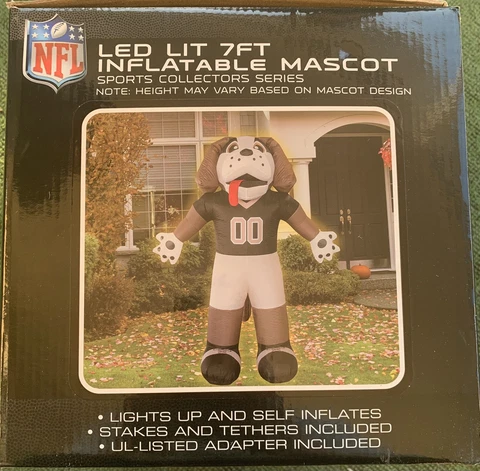 NFL
LED LIT 7FT
INFLATABLE MASCOT
SPORTS COLLECTORS SERIES
NOTE: HEIGHT MAY VARY BASED ON MASCOT DESIGN
00
• LIGHTS UP AND SELF INFLATES
• STAKES AND TETHERS INCLUDED
• UL-LISTED ADAPTER INCLUDED